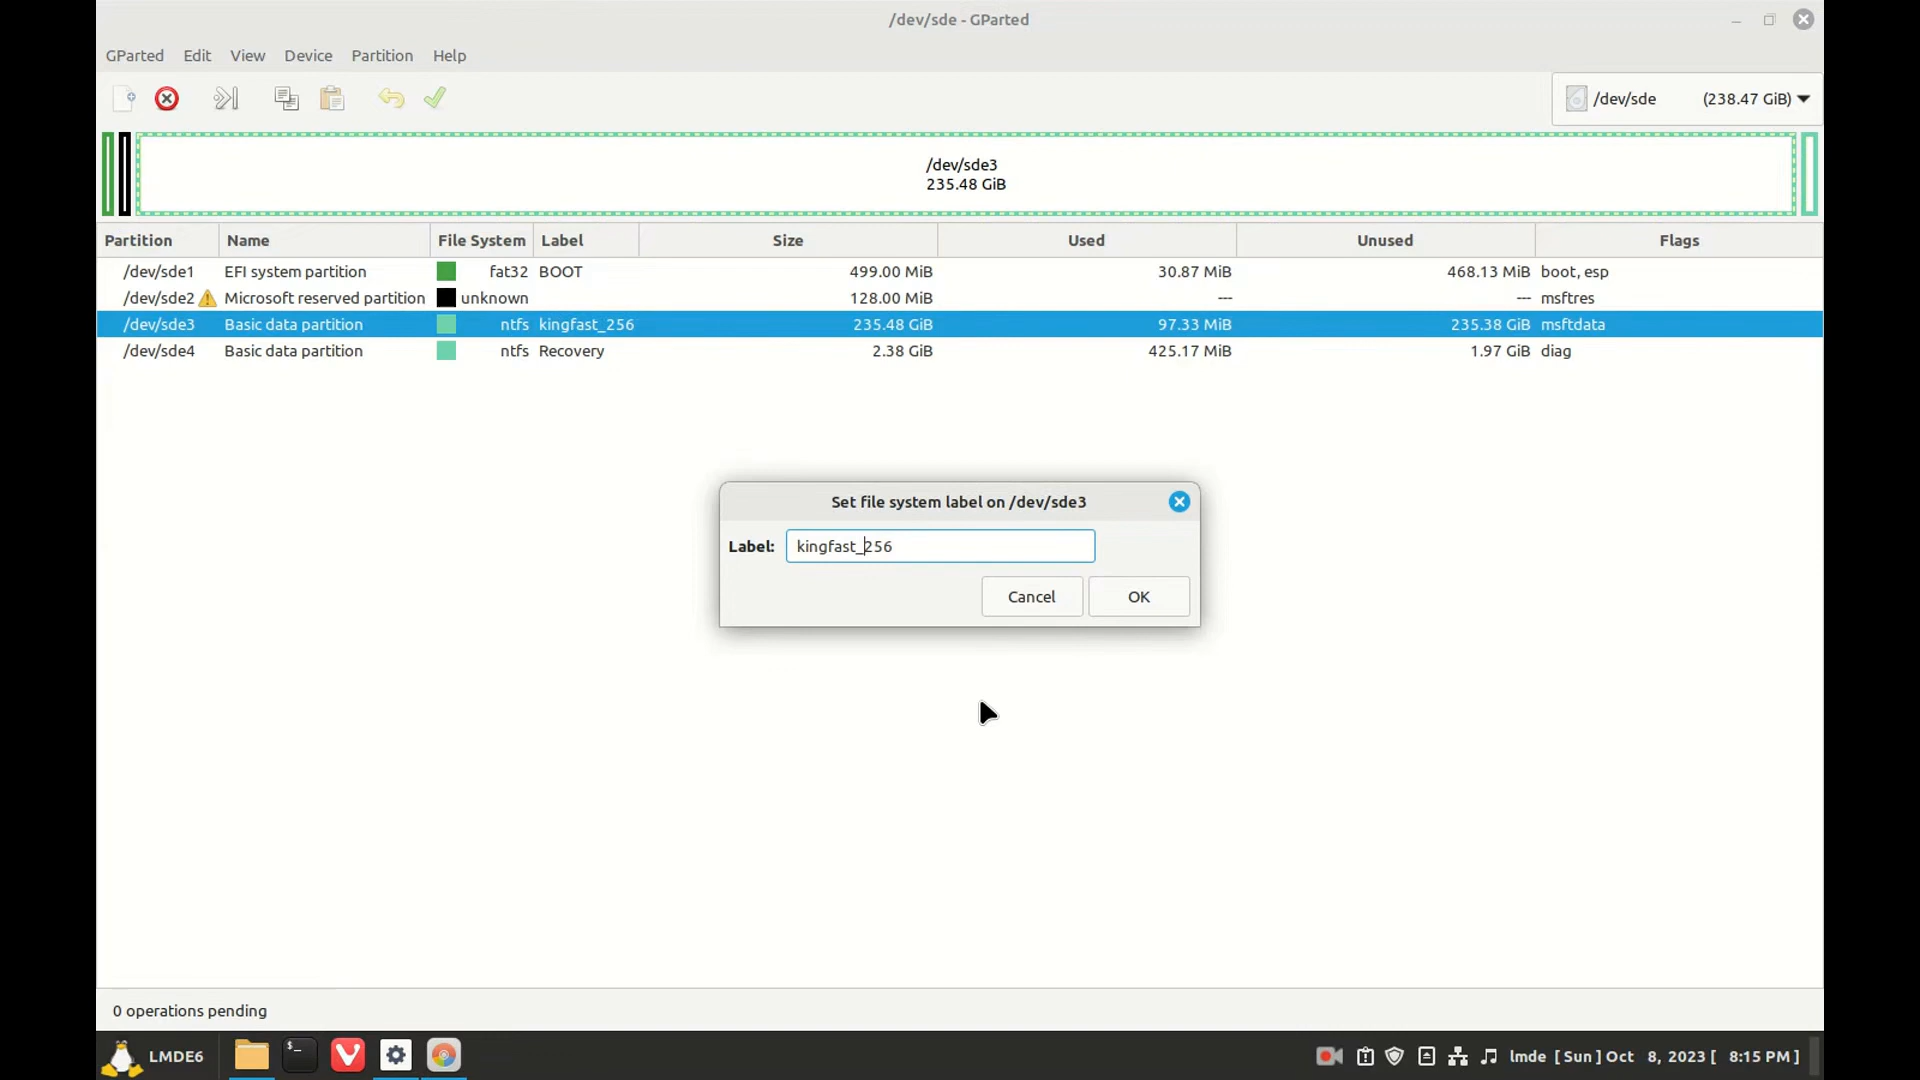 /dev/sde - GParted
GParted Edit View Device Partition Help
/dev/sde (238.47 GiB)
/dev/sde3
235.48 GiB
Partition Name File System Label Size Used Unused Flags
/dev/sde1 EFI system partition fat32 BOOT 499.00 MiB 30.87 MiB 468.13 MiB boot, esp
/dev/sde2 Microsoft reserved partition unknown 128.00 MiB --- --- msftres
/dev/sde3 Basic data partition ntfs kingfast_256 235.48 GiB 97.33 MiB 235.38 GiB msftdata
/dev/sde4 Basic data partition ntfs Recovery 2.38 GiB 425.17 MiB 1.97 GiB diag
Set file system label on /dev/sde3
Label: kingfast_256
Cancel OK
0 operations pending
LMDE6 lmde [ Sun ] Oct 8, 2023 [ 8:15 PM ]